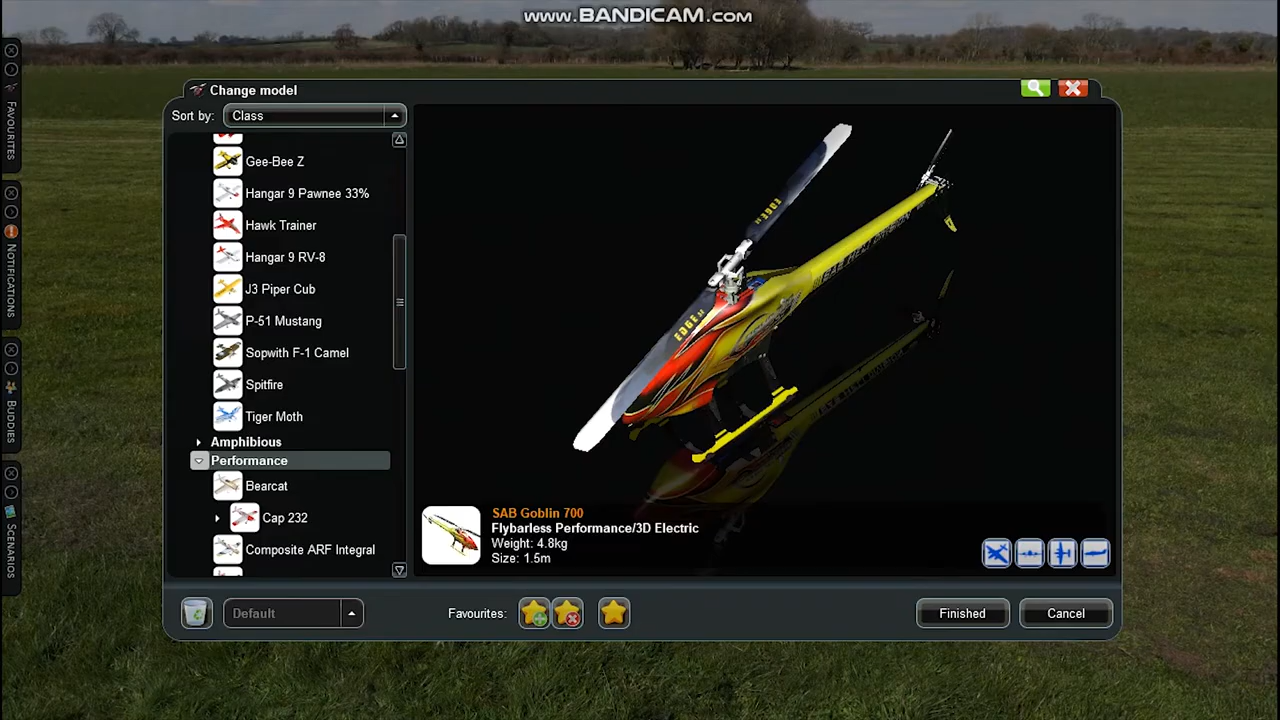 www.BANDICAM.com
Change model
Sort by:
Class
Gee-Bee Z
Hangar 9 Pawnee 33%
Hawk Trainer
Hangar 9 RV-8
J3 Piper Cub
P-51 Mustang
Sopwith F-1 Camel
Spitfire
Tiger Moth
Amphibious
Performance
Bearcat
Cap 232
Composite ARF Integral
FAVOURITES
NOTIFICATIONS
BUDDIES
SCENARIOS
EDGE
EDGE
SAB Goblin 700
Flybarless Performance/3D Electric
Weight: 4.8kg
Size: 1.5m
Default
Favourites:
Finished
Cancel